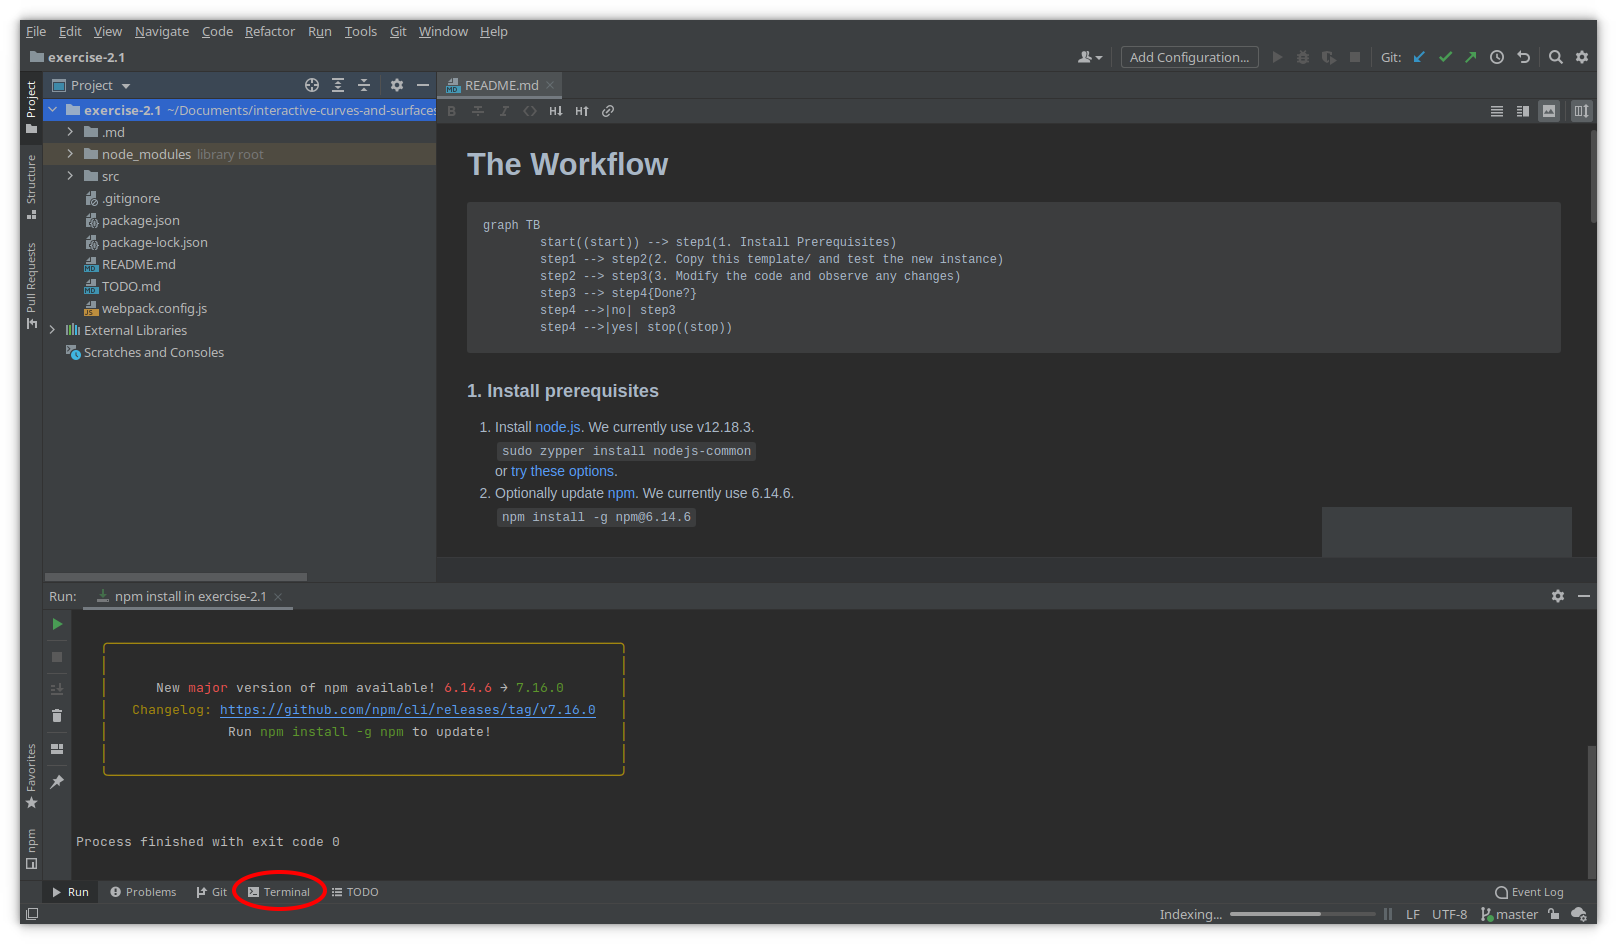 File Edit View Navigate Code Refactor Run Tools Git Window Help
exercise-2.1
Add Configuration...
Git:
Project
README.md
Project
Structure
Pull Requests
Favorites
npm
exercise-2.1 ~/Documents/interactive-curves-and-surfaces
.md
node_modules library root
src
.gitignore
package.json
package-lock.json
README.md
TODO.md
webpack.config.js
External Libraries
Scratches and Consoles
The Workflow
graph TB
start((start)) --> step1(1. Install Prerequisites)
step1 --> step2(2. Copy this template/ and test the new instance)
step2 --> step3(3. Modify the code and observe any changes)
step3 --> step4{Done?}
step4 -->|no| step3
step4 -->|yes| stop((stop))
1. Install prerequisites
1. Install node.js. We currently use v12.18.3.
sudo zypper install nodejs-common
or try these options.
2. Optionally update npm. We currently use 6.14.6.
npm install -g npm@6.14.6
Run: npm install in exercise-2.1
New major version of npm available! 6.14.6 → 7.16.0
Changelog: https://github.com/npm/cli/releases/tag/v7.16.0
Run npm install -g npm to update!
Process finished with exit code 0
Run Problems Git Terminal TODO Event Log
Indexing... LF UTF-8 master